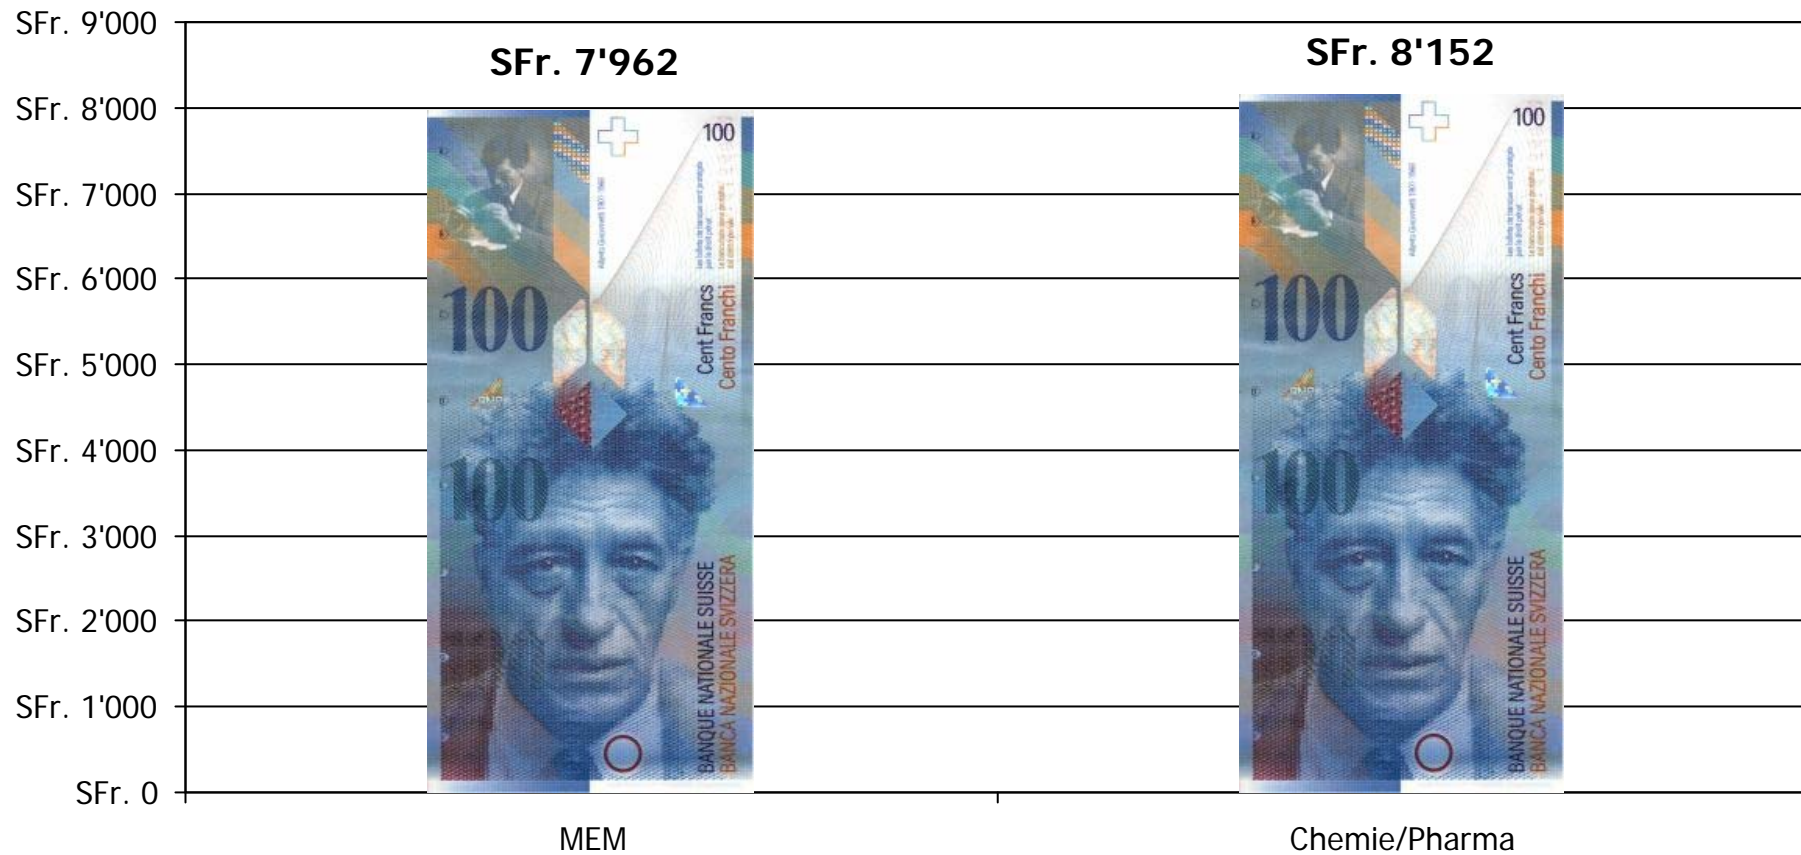 SFr. 9'000
SFr. 8'000
SFr. 7'000
SFr. 6'000
SFr. 5'000
SFr. 4'000
SFr. 3'000
SFr. 2'000
SFr. 1'000
SFr. 0
SFr. 7'962
SFr. 8'152
100
100
100
Cent Francs
Cento Franchi
BANQUE NATIONALE SUISSE
BANCA NAZIONALE SVIZZERA
100
100
100
Cent Francs
Cento Franchi
BANQUE NATIONALE SUISSE
BANCA NAZIONALE SVIZZERA
MEM
Chemie/Pharma